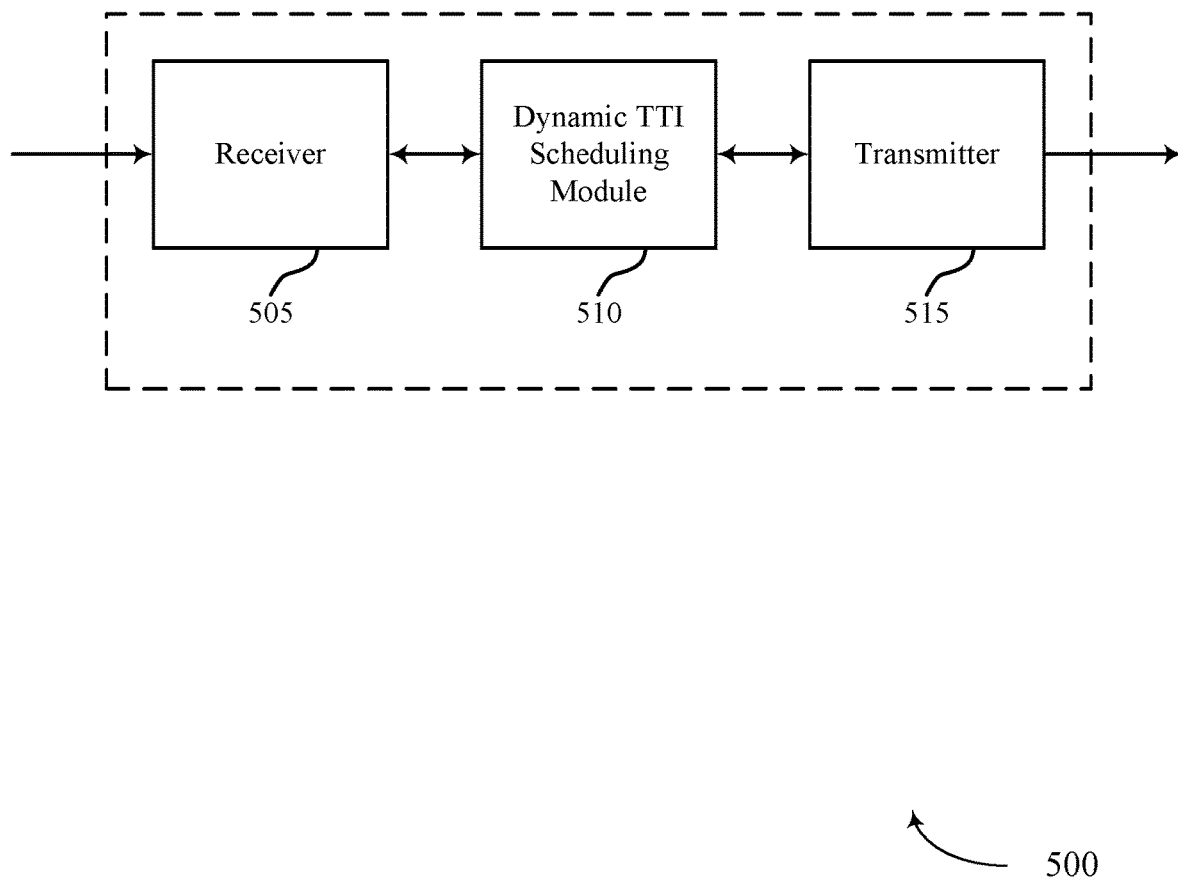 Receiver
Dynamic TTI
Scheduling
Module
Transmitter
505
510
515
500